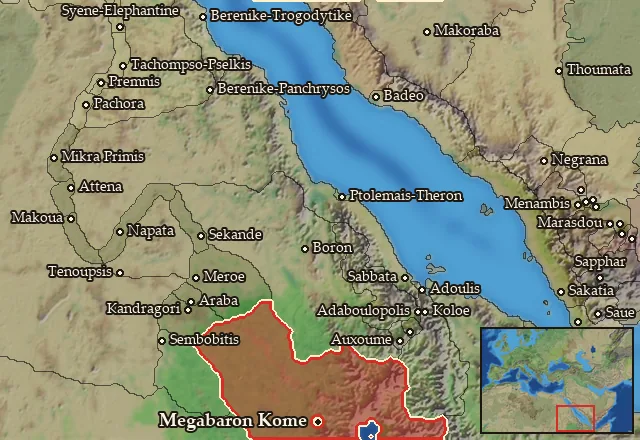 Syene-Elephantine
Berenike-Trogodytike
Makoraba
Tachompso-Pselkis
Thoumata
Premnis
Berenike-Panchrysos
Badeo
Pachora
Mikra Primis
Negrana
Attena
Ptolemais-Theron
Menambis
Makoua
Marasdou
Napata
Sekande
Boron
Sapphar
Tenoupsis
Meroe
Sabbata
Adoulis
Sakatia
Araba
Kandragori
Adaboulopolis
Koloe
Saue
Sembobitis
Auxoume
Megabaron Kome